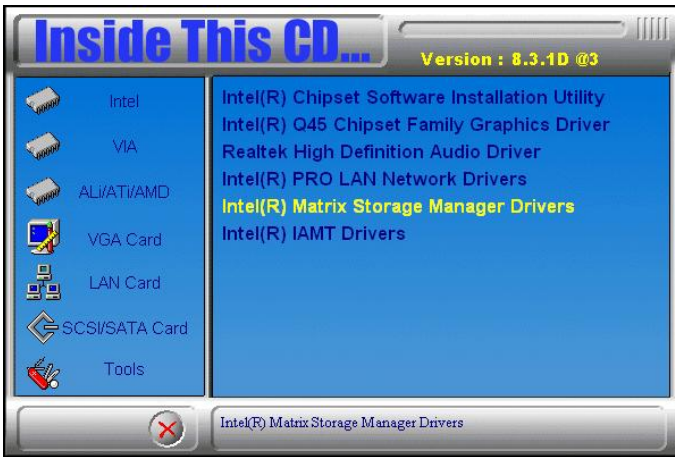 Inside This CD...
Version : 8.3.1D @3
Intel
VIA
ALi/ATi/AMD
VGA Card
LAN Card
SCSI/SATA Card
Tools
Intel(R) Chipset Software Installation Utility
Intel(R) Q45 Chipset Family Graphics Driver
Realtek High Definition Audio Driver
Intel(R) PRO LAN Network Drivers
Intel(R) Matrix Storage Manager Drivers
Intel(R) IAMT Drivers
Intel(R) Matrix Storage Manager Drivers